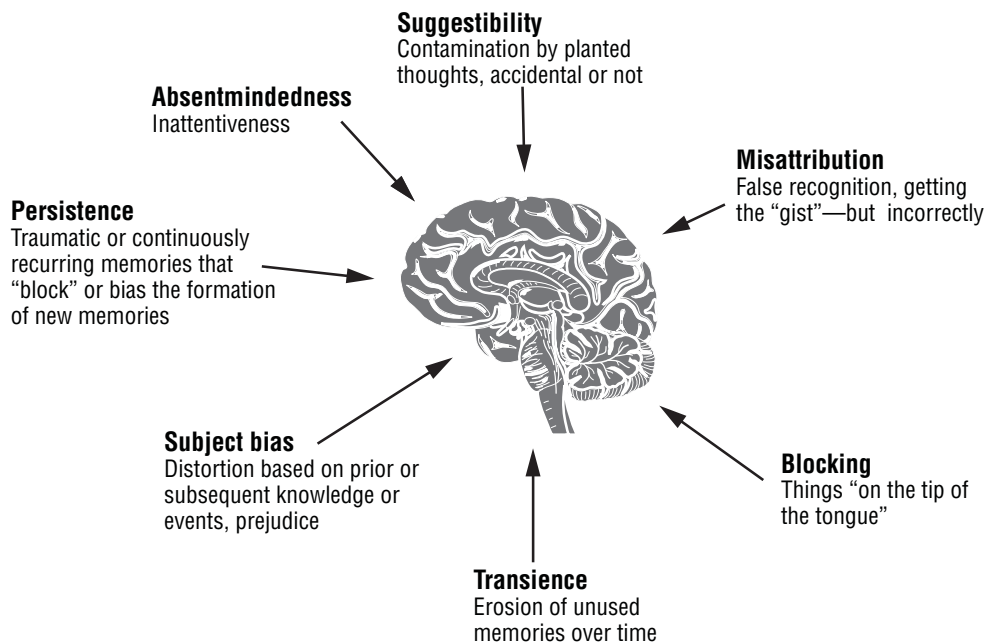 Suggestibility
Contamination by planted
thoughts, accidental or not
Absentmindedness
Inattentiveness
Misattribution
False recognition, getting
the “gist”—but incorrectly
Persistence
Traumatic or continuously
recurring memories that
“block” or bias the formation
of new memories
Subject bias
Distortion based on prior or
subsequent knowledge or
events, prejudice
Blocking
Things “on the tip of
the tongue”
Transience
Erosion of unused
memories over time